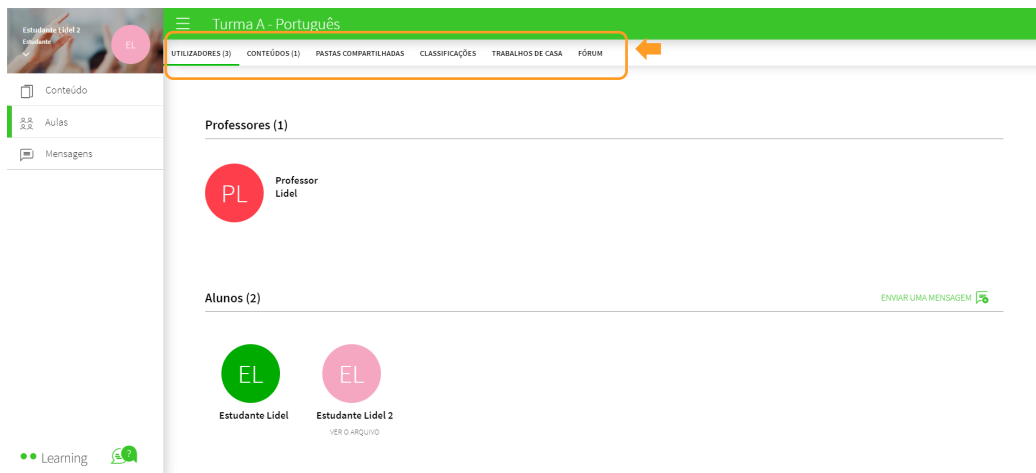 Estudante Lidel 2
Estudante
EL
Turma A - Português
UTILIZADORES (3) CONTEÚDOS (1) PASTAS COMPARTILHADAS CLASSIFICAÇÕES TRABALHOS DE CASA FÓRUM
Conteúdo
Aulas
Mensagens
Professores (1)
PL
Professor
Lidel
Alunos (2)
ENVIAR UMA MENSAGEM
EL
EL
Estudante Lidel
Estudante Lidel 2
VER O ARQUIVO
Learning
?